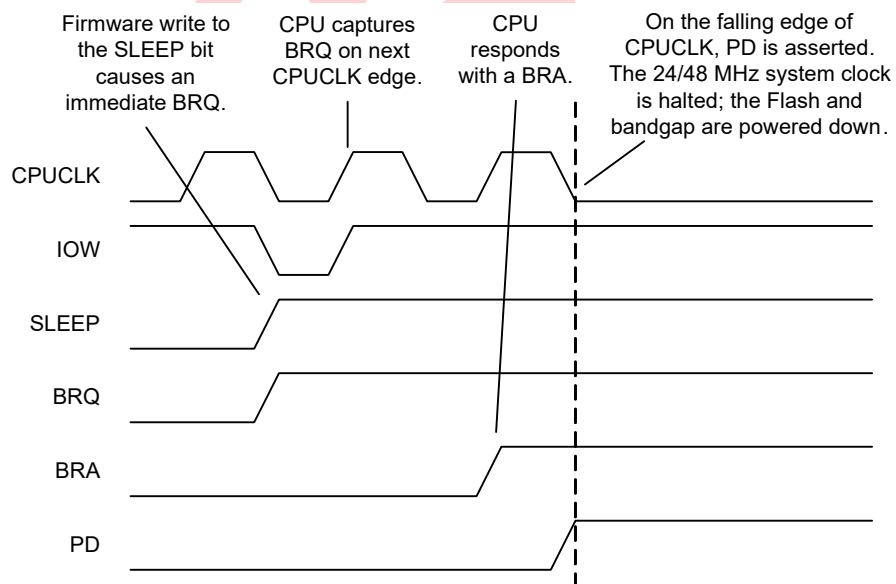 Firmware write to
the SLEEP bit
causes an
immediate BRQ.
CPU captures
BRQ on next
CPUCLK edge.
CPU
responds
with a BRA.
On the falling edge of
CPUCLK, PD is asserted.
The 24/48 MHz system clock
is halted; the Flash and
bandgap are powered down.
CPUCLK
IOW
SLEEP
BRQ
BRA
PD